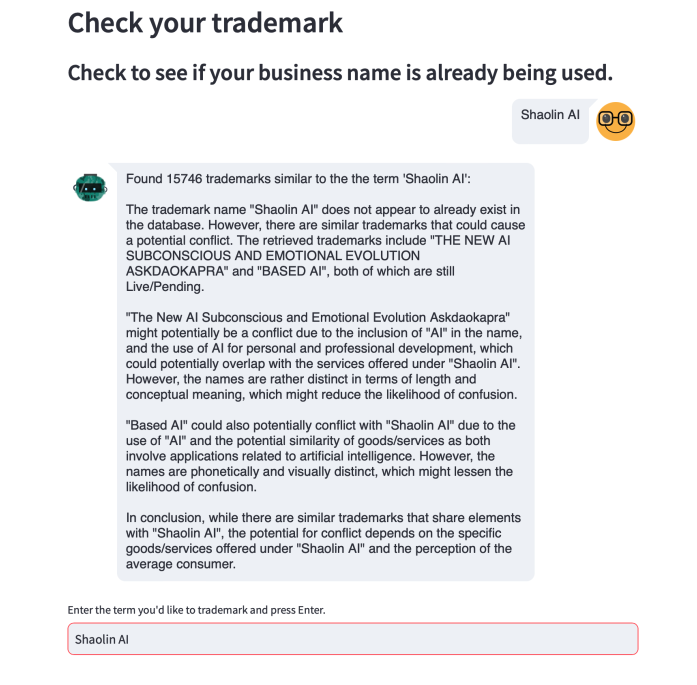 Check your trademark
Check to see if your business name is already being used.
Shaolin AI
Found 15746 trademarks similar to the the term 'Shaolin AI':
The trademark name "Shaolin AI" does not appear to already exist in
the database. However, there are similar trademarks that could cause
a potential conflict. The retrieved trademarks include "THE NEW AI
SUBCONSCIOUS AND EMOTIONAL EVOLUTION
ASKDAOKAPRA" and "BASED AI", both of which are still
Live/Pending.
"The New AI Subconscious and Emotional Evolution Askdaokapra"
might potentially be a conflict due to the inclusion of "AI" in the name,
and the use of AI for personal and professional development, which
could potentially overlap with the services offered under "Shaolin AI".
However, the names are rather distinct in terms of length and
conceptual meaning, which might reduce the likelihood of confusion.
"Based AI" could also potentially conflict with "Shaolin AI" due to the
use of "AI" and the potential similarity of goods/services as both
involve applications related to artificial intelligence. However, the
names are phonetically and visually distinct, which might lessen the
likelihood of confusion.
In conclusion, while there are similar trademarks that share elements
with "Shaolin AI", the potential for conflict depends on the specific
goods/services offered under "Shaolin AI" and the perception of the
average consumer.
Enter the term you'd like to trademark and press Enter.
Shaolin AI